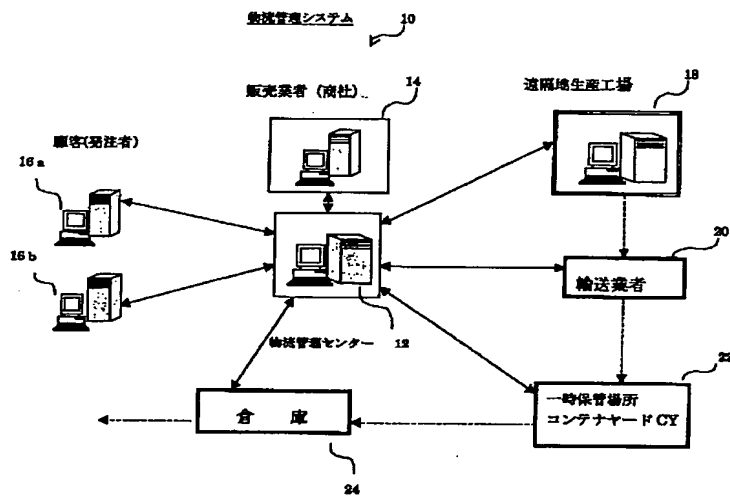 物流管理システム
10
販売業者（商社）
14
遠隔地生産工場
18
顧客(発注者)
16a
16b
20
輸送業者
物流管理センター
12
22
一時保管場所
コンテナヤードCY
倉庫
24